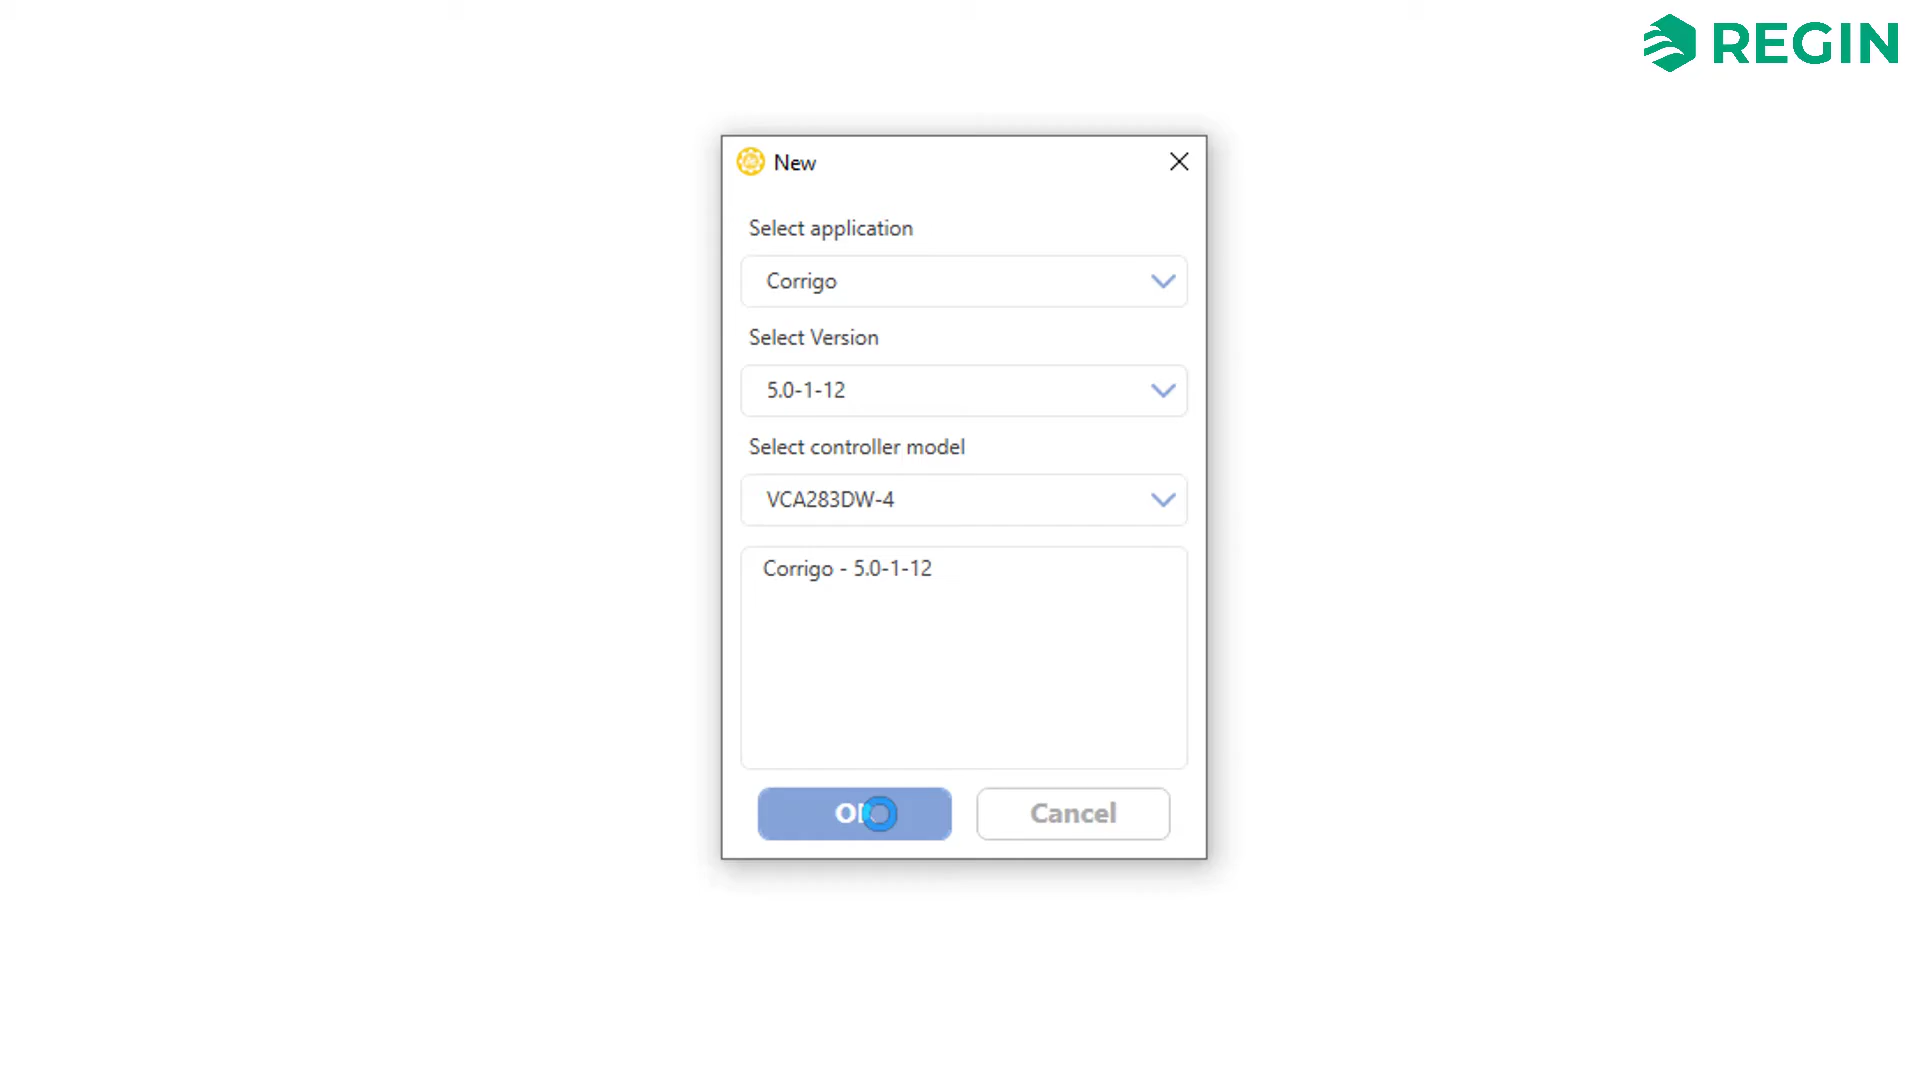 REGIN
New
Select application
Corrigo
Select Version
5.0-1-12
Select controller model
VCA283DW-4
Corrigo - 5.0-1-12
Cancel